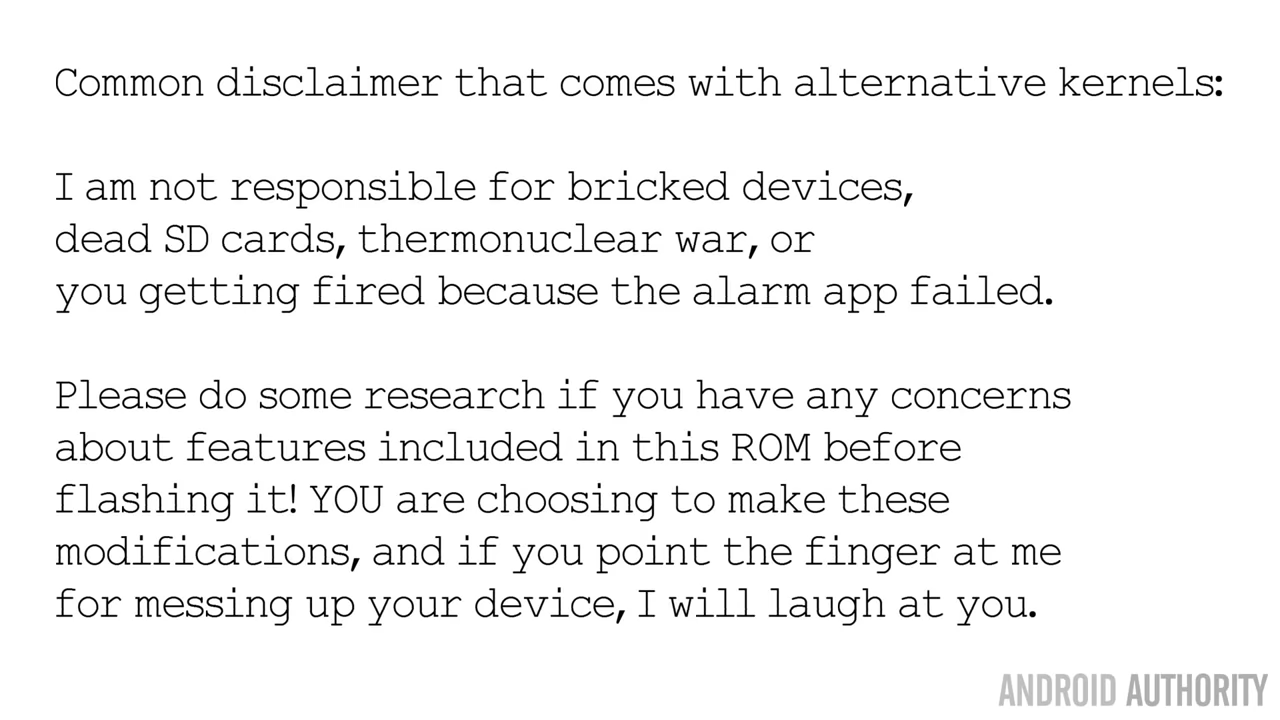 Common disclaimer that comes with alternative kernels:
I am not responsible for bricked devices,
dead SD cards, thermonuclear war, or
you getting fired because the alarm app failed.
Please do some research if you have any concerns
about features included in this ROM before
flashing it! YOU are choosing to make these
modifications, and if you point the finger at me
for messing up your device, I will laugh at you.
ANDROID AUTHORITY